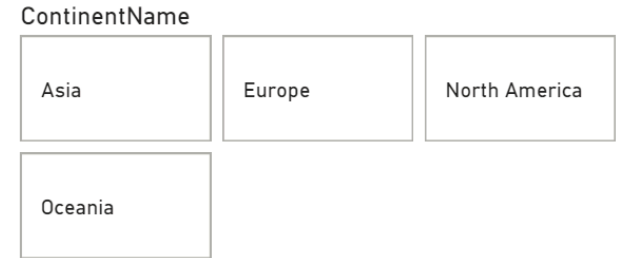 ContinentName
Asia
Europe
North America
Oceania